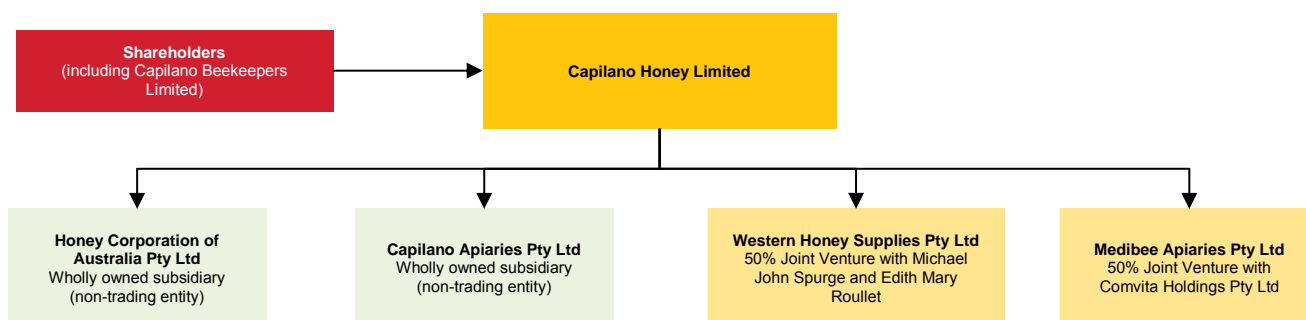 Shareholders
(including Capilano Beekeepers
Limited)
Capilano Honey Limited
Honey Corporation of
Australia Pty Ltd
Wholly owned subsidiary
(non-trading entity)
Capilano Apiaries Pty Ltd
Wholly owned subsidiary
(non-trading entity)
Western Honey Supplies Pty Ltd
50% Joint Venture with Michael
John Spurge and Edith Mary
Roullet
Medibee Apiaries Pty Ltd
50% Joint Venture with
Comvita Holdings Pty Ltd